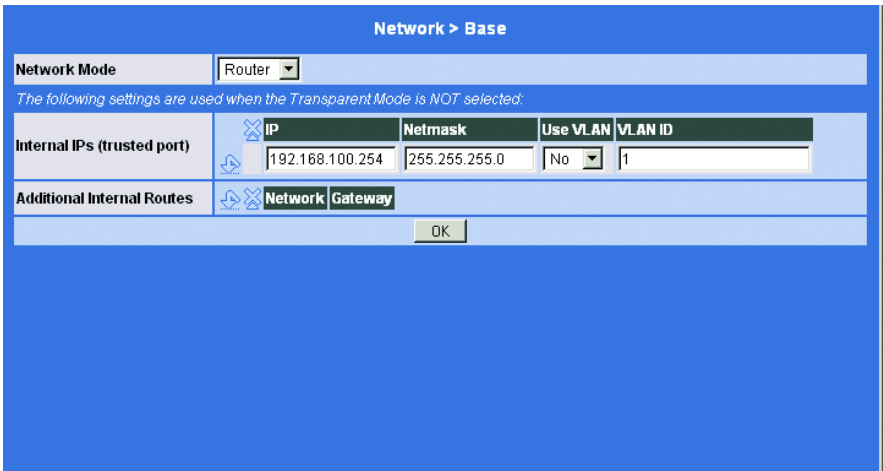 Network > Base
Network Mode Router
The following settings are used when the Transparent Mode is NOT selected:
IP Netmask Use VLAN VLAN ID
Internal IPs (trusted port)
192.168.100.254 255.255.255.0 No 1
Additional Internal Routes Network Gateway
OK